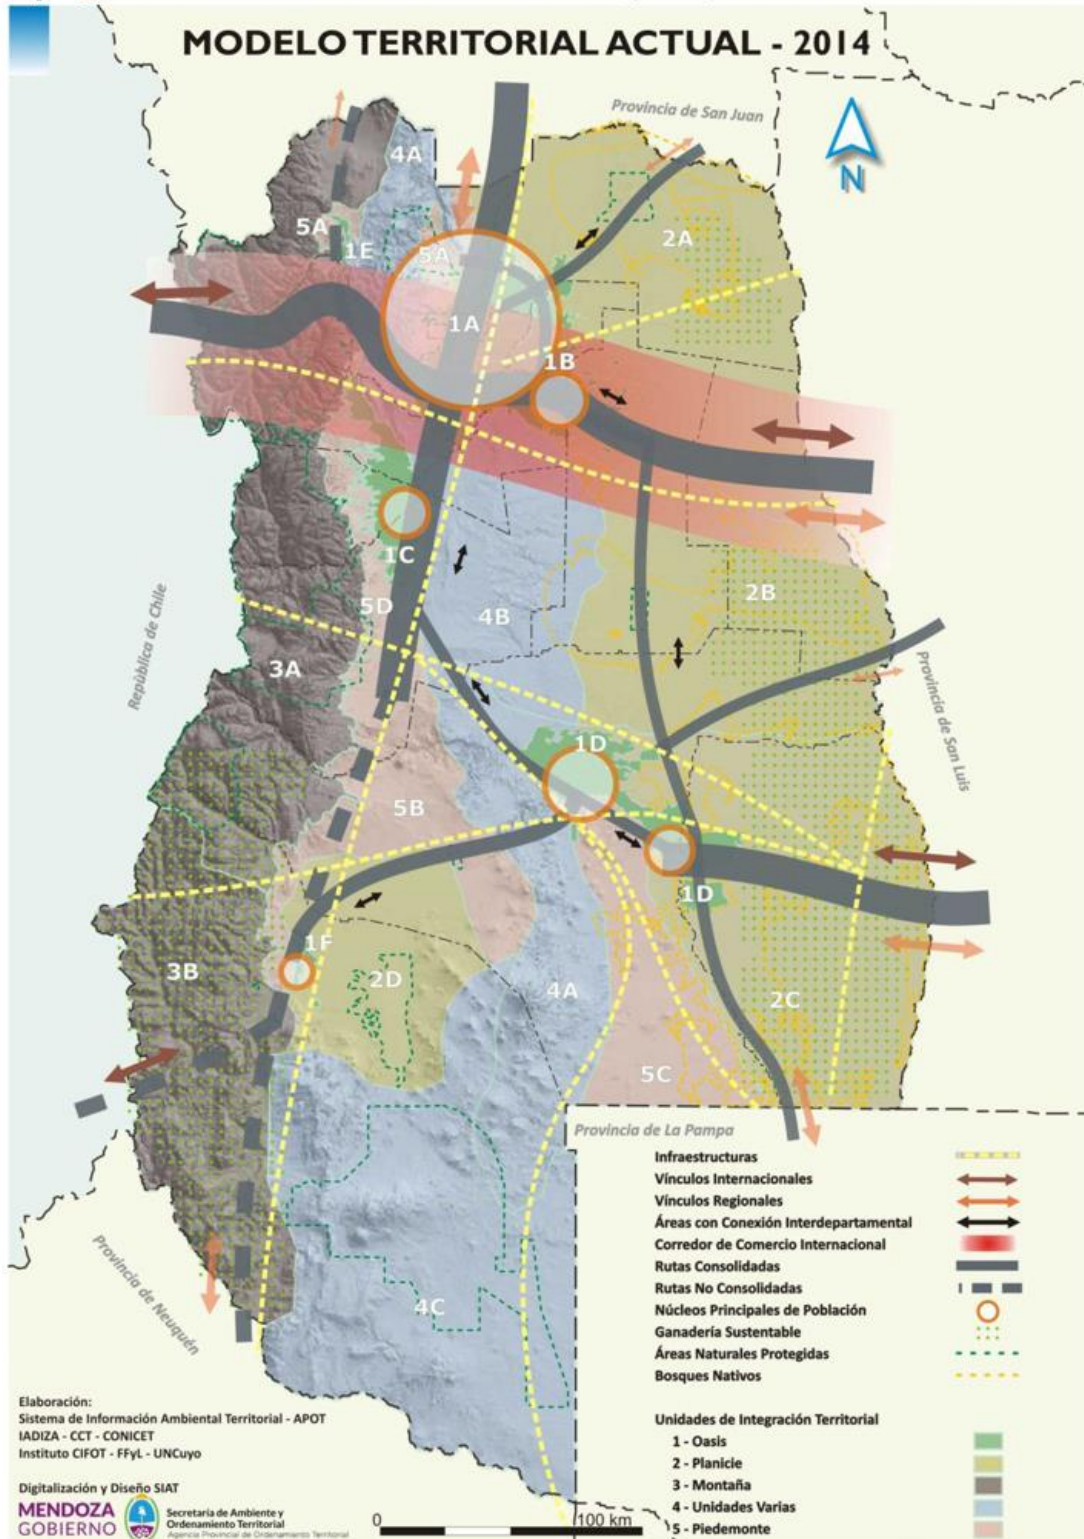 MODELO TERRITORIAL ACTUAL - 2014
Provincia de San Juan
N
4A
5A
1E
5A
2A
1A
1B
1C
5D
4B
2B
República de Chile
3A
Provincia de San Luis
1D
5B
1D
1F
3B
2D
4A
2C
5C
Provincia de La Pampa
Provincia de Neuquén
4C
Infraestructuras
Vínculos Internacionales
Vínculos Regionales
Áreas con Conexión Interdepartamental
Corredor de Comercio Internacional
Rutas Consolidadas
Rutas No Consolidadas
Núcleos Principales de Población
Ganadería Sustentable
Áreas Naturales Protegidas
Bosques Nativos
Unidades de Integración Territorial
1 - Oasis
2 - Planicie
3 - Montaña
4 - Unidades Varias
5 - Piedemonte
Elaboración:
Sistema de Información Ambiental Territorial - APOT
IADIZA - CCT - CONICET
Instituto CIFOT - FFyL - UNCuyo
Digitalización y Diseño SIAT
MENDOZA
GOBIERNO
Secretaría de Ambiente y
Ordenamiento Territorial
Agencia Provincial de Ordenamiento Territorial
0 100 km